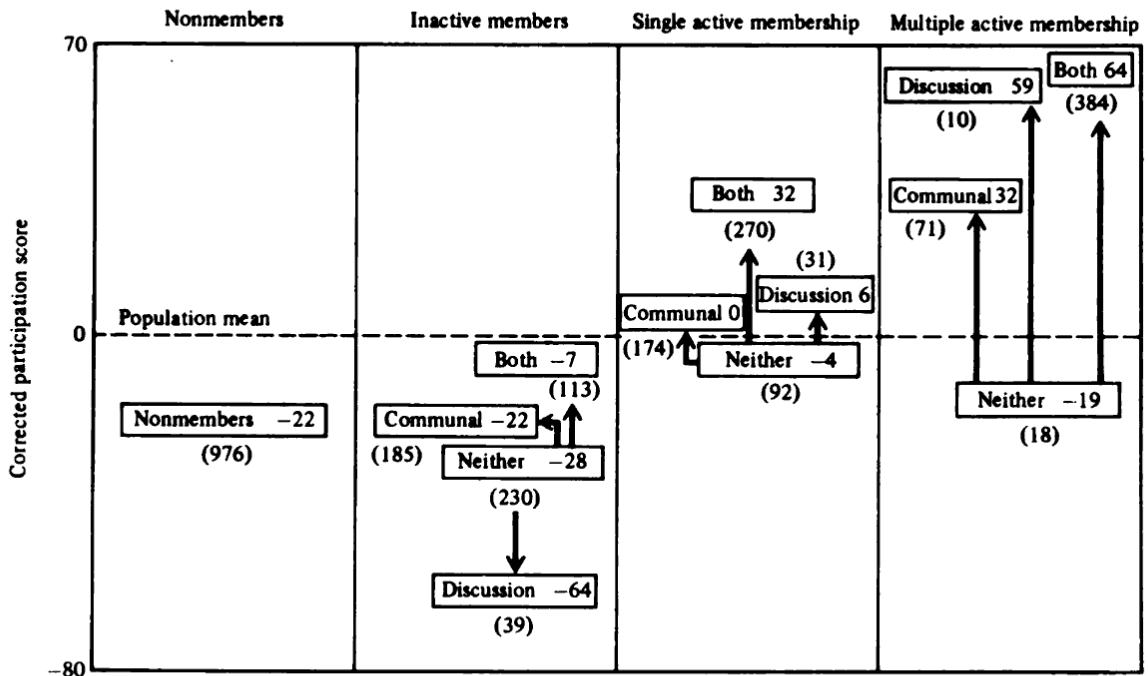 Nonmembers
Inactive members
Single active membership
Multiple active membership
70
0
−80
Corrected participation score
Population mean
Nonmembers −22
(976)
Both −7
(113)
Communal −22
(185)
Neither −28
(230)
Discussion −64
(39)
Both 32
(270)
(31)
Discussion 6
Communal 0
(174)
Neither −4
(92)
Both 64
(384)
Discussion 59
(10)
Communal 32
(71)
Neither −19
(18)